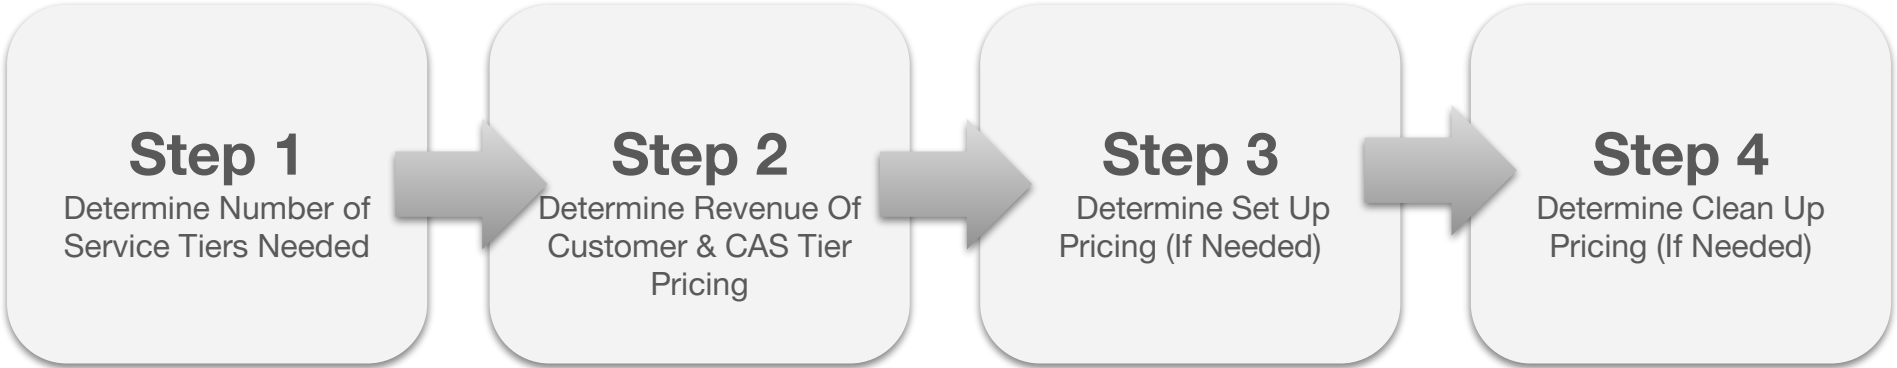 Step 1
Determine Number of
Service Tiers Needed
Step 2
Determine Revenue Of
Customer & CAS Tier
Pricing
Step 3
Determine Set Up
Pricing (If Needed)
Step 4
Determine Clean Up
Pricing (If Needed)